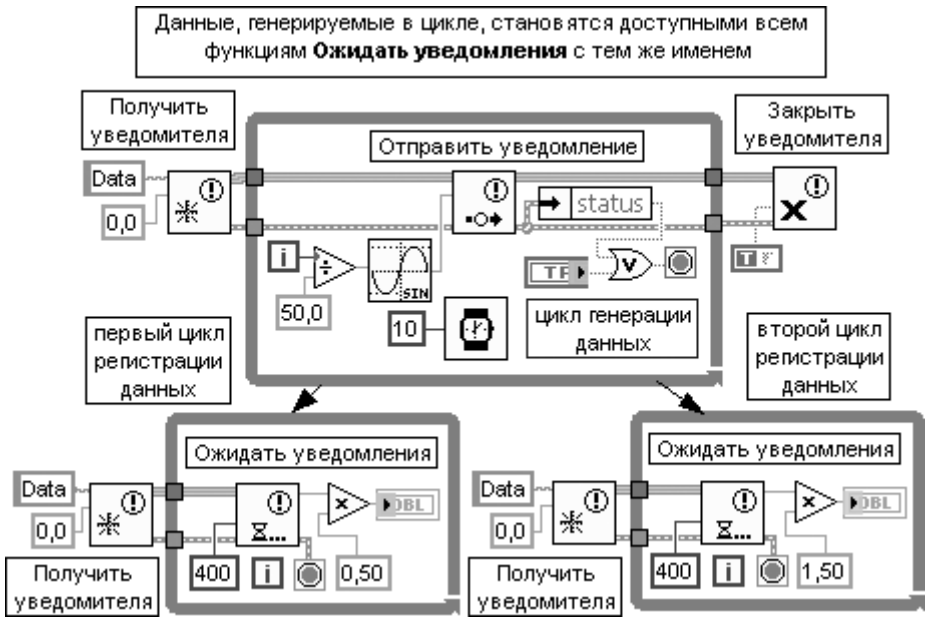 Данные, генерируемые в цикле, становятся доступными всем
функциям Ожидать уведомления с тем же именем
Получить
уведомителя
Закрыть
уведомителя
Отправить уведомление
Data
0,0
status
i
÷
SIN
50,0
TF
V
T
10
цикл генерации
данных
первый цикл
регистрации
данных
второй цикл
регистрации
данных
Ожидать уведомления
Data
0,0
x
DBL
400
i
0,50
Получить
уведомителя
Ожидать уведомления
Data
0,0
x
DBL
400
i
1,50
Получить
уведомителя